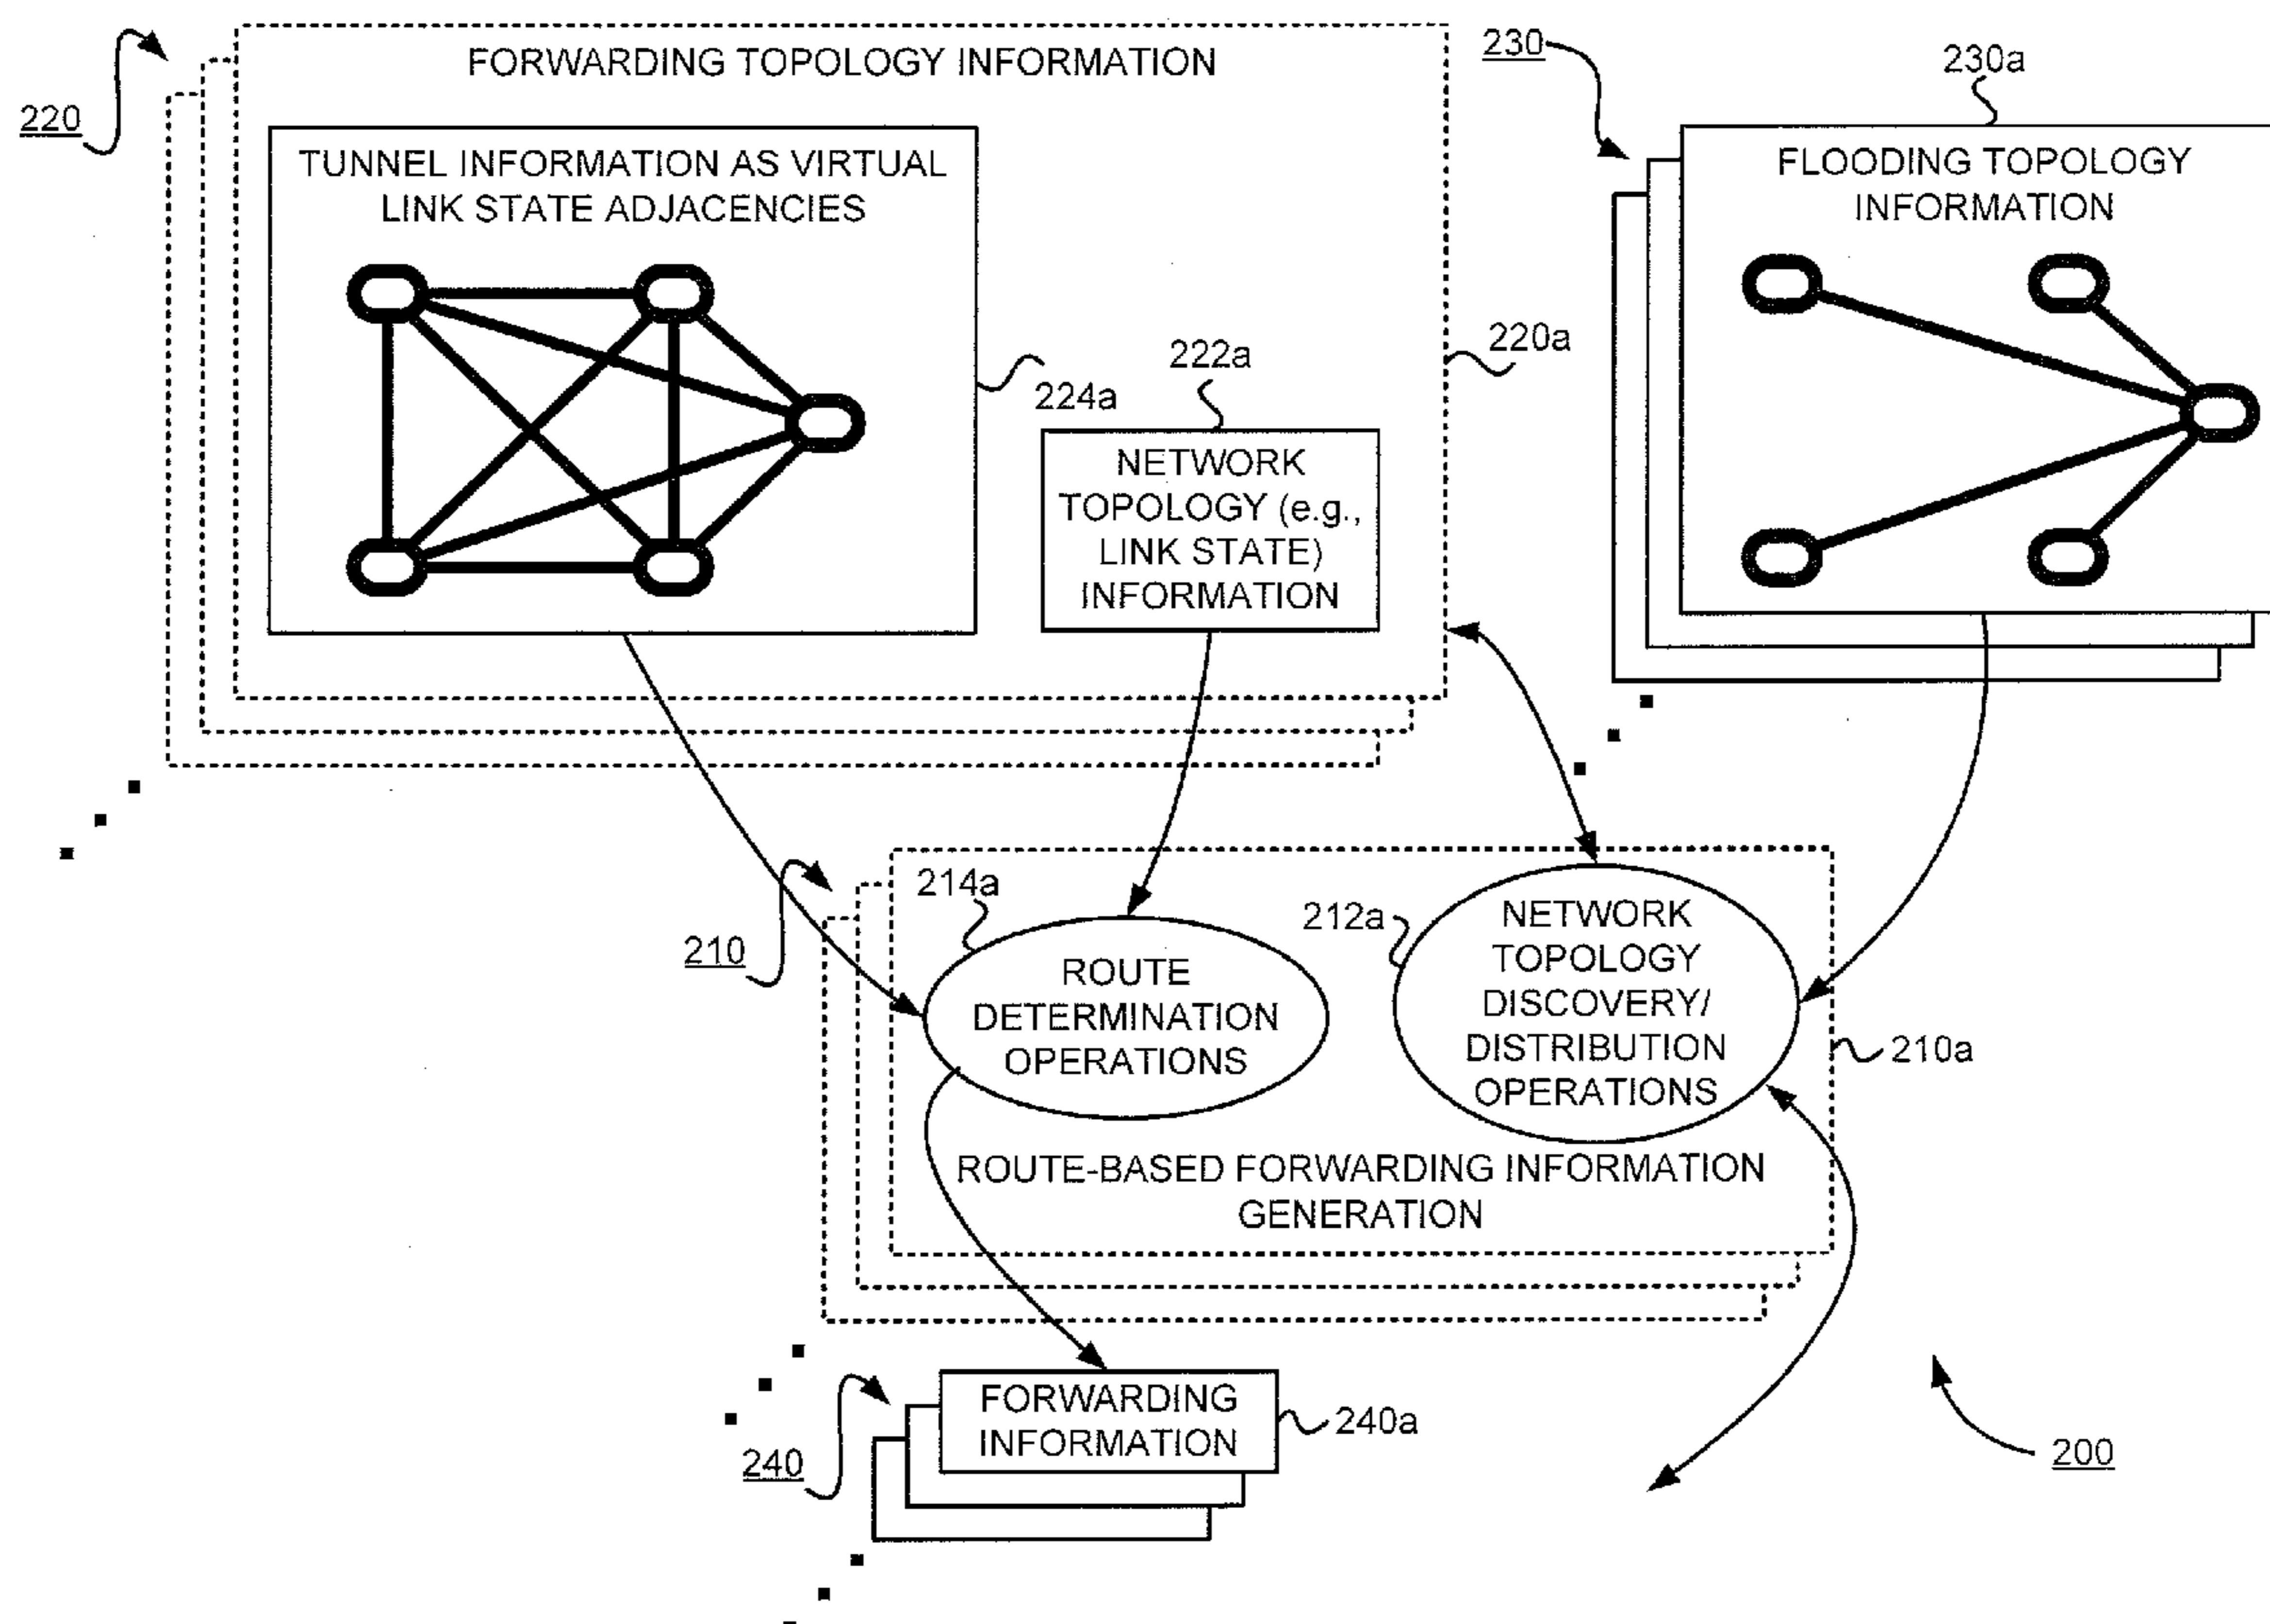 220
FORWARDING TOPOLOGY INFORMATION
TUNNEL INFORMATION AS VIRTUAL
LINK STATE ADJACENCIES
224a
222a
NETWORK
TOPOLOGY (e.g.,
LINK STATE)
INFORMATION
220a
230
230a
FLOODING TOPOLOGY
INFORMATION
210
214a
ROUTE
DETERMINATION
OPERATIONS
212a
NETWORK
TOPOLOGY
DISCOVERY/
DISTRIBUTION
OPERATIONS
210a
ROUTE-BASED FORWARDING INFORMATION
GENERATION
240
FORWARDING
INFORMATION
240a
200